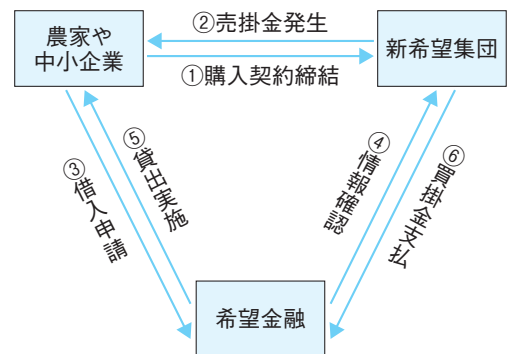 農家や
中小企業
②売掛金発生
①購入契約締結
新希望集団
③借入申請
⑤貸出実施
④情報確認
⑥買掛金支払
希望金融